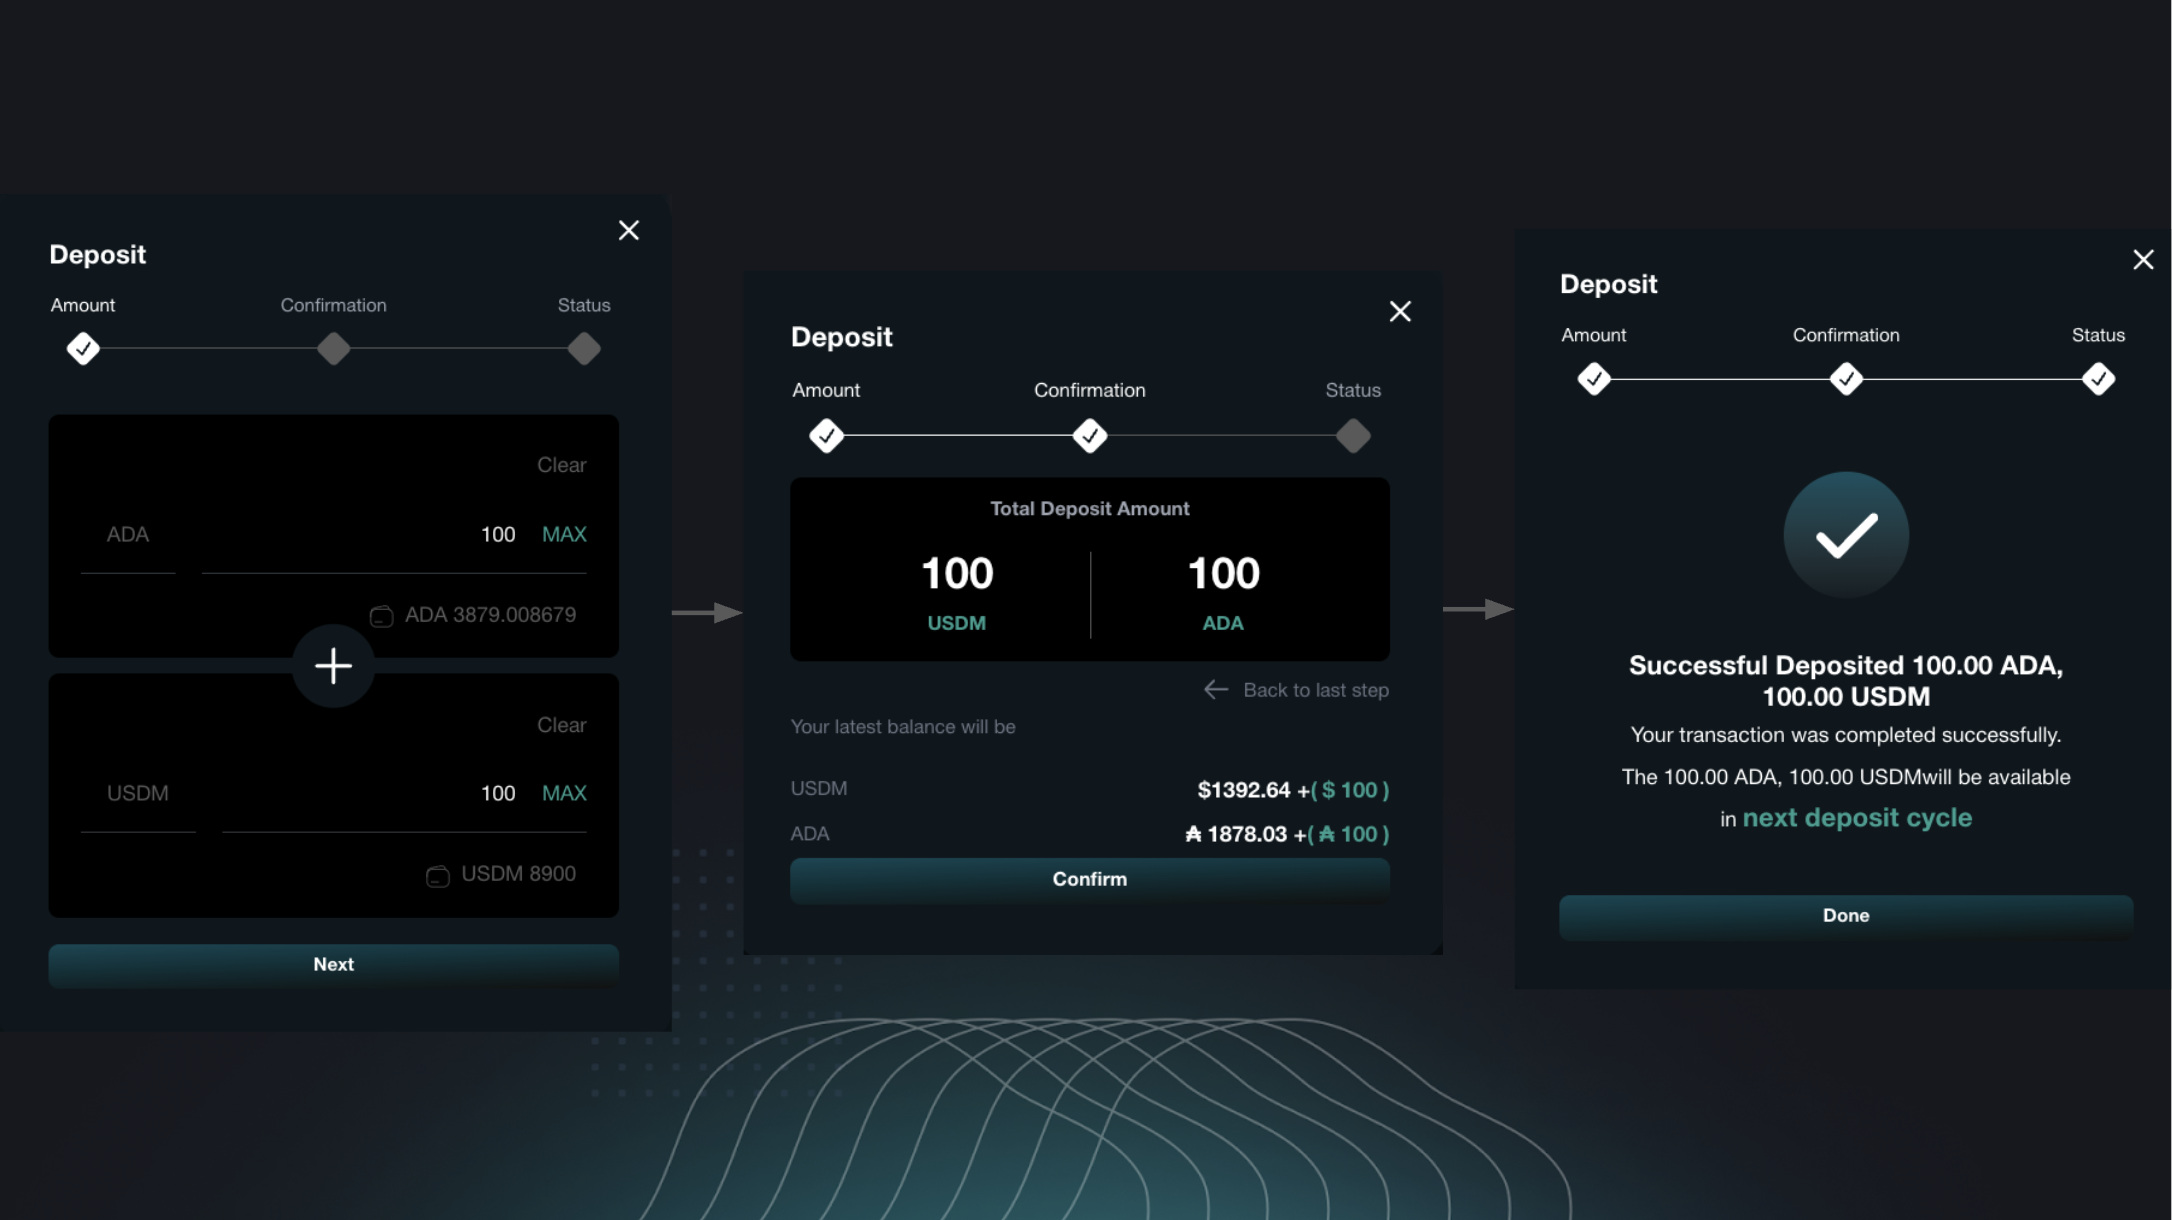 Deposit
Amount Confirmation Status
Clear
ADA 100 MAX
ADA 3879.008679
Clear
USDM 100 MAX
USDM 8900
Next
Deposit
Amount Confirmation Status
Total Deposit Amount
100 100
USDM ADA
Back to last step
Your latest balance will be
USDM $1392.64 +( $ 100 )
ADA ₳ 1878.03 +( ₳ 100 )
Confirm
Deposit
Amount Confirmation Status
Successful Deposited 100.00 ADA,
100.00 USDM
Your transaction was completed successfully.
The 100.00 ADA, 100.00 USDMwill be available
in next deposit cycle
Done